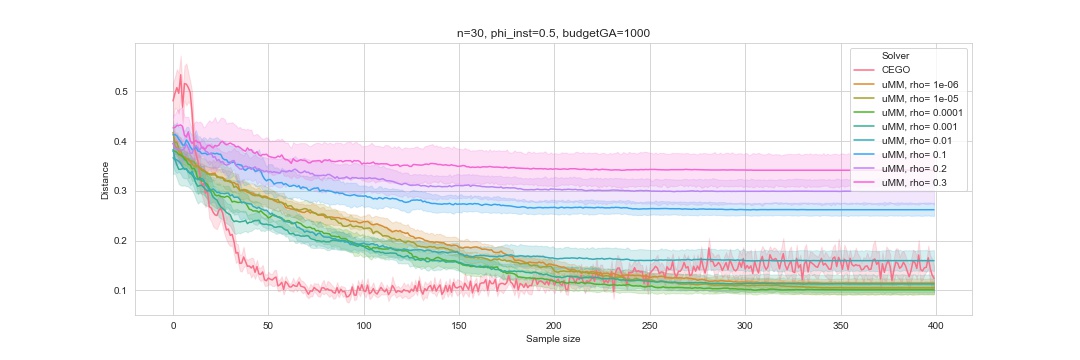 n=30, phi_inst=0.5, budgetGA=1000
Solver
CEGO
uMM, rho= 1e-06
uMM, rho= 1e-05
uMM, rho= 0.0001
uMM, rho= 0.001
uMM, rho= 0.01
uMM, rho= 0.1
uMM, rho= 0.2
uMM, rho= 0.3
Distance
0.5
0.4
0.3
0.2
0.1
0 50 100 150 200 250 300 350 400
Sample size